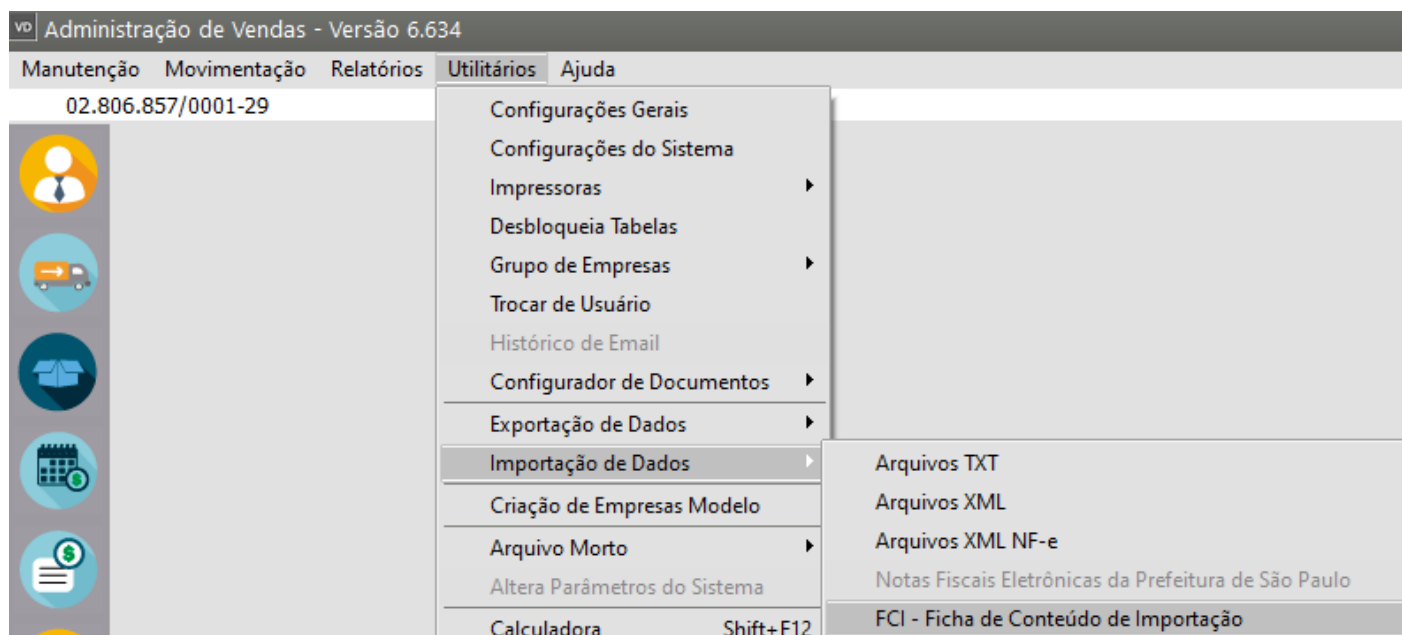 VD Administração de Vendas - Versão 6.634
Manutenção Movimentação Relatórios Utilitários Ajuda
02.806.857/0001-29
Configurações Gerais
Configurações do Sistema
Impressoras
Desbloqueia Tabelas
Grupo de Empresas
Trocar de Usuário
Histórico de Email
Configurador de Documentos
Exportação de Dados
Importação de Dados
Arquivos TXT
Criação de Empresas Modelo
Arquivos XML
Arquivo Morto
Arquivos XML NF-e
Altera Parâmetros do Sistema
Notas Fiscais Eletrônicas da Prefeitura de São Paulo
Calculadora Shift+F12
FCI - Ficha de Conteúdo de Importação